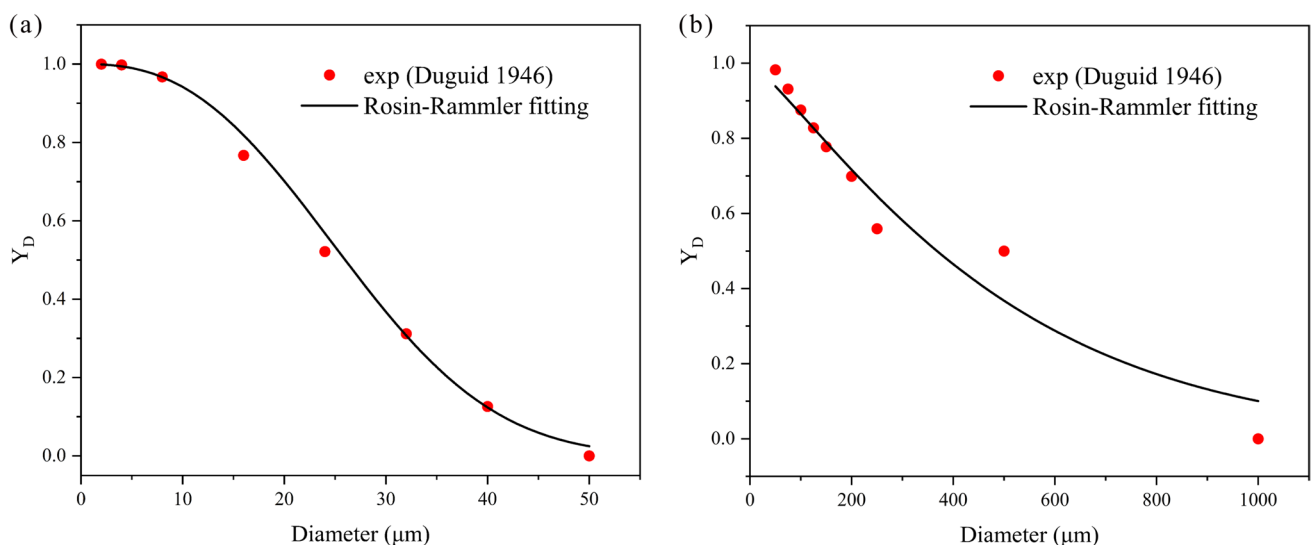 (a)
1.0
0.8
0.6
0.4
0.2
0.0
Y_D
exp (Duguid 1946)
Rosin-Rammler fitting
0 10 20 30 40 50
Diameter (μm)
(b)
1.0
0.8
0.6
0.4
0.2
0.0
Y_D
exp (Duguid 1946)
Rosin-Rammler fitting
0 200 400 600 800 1000
Diameter (μm)